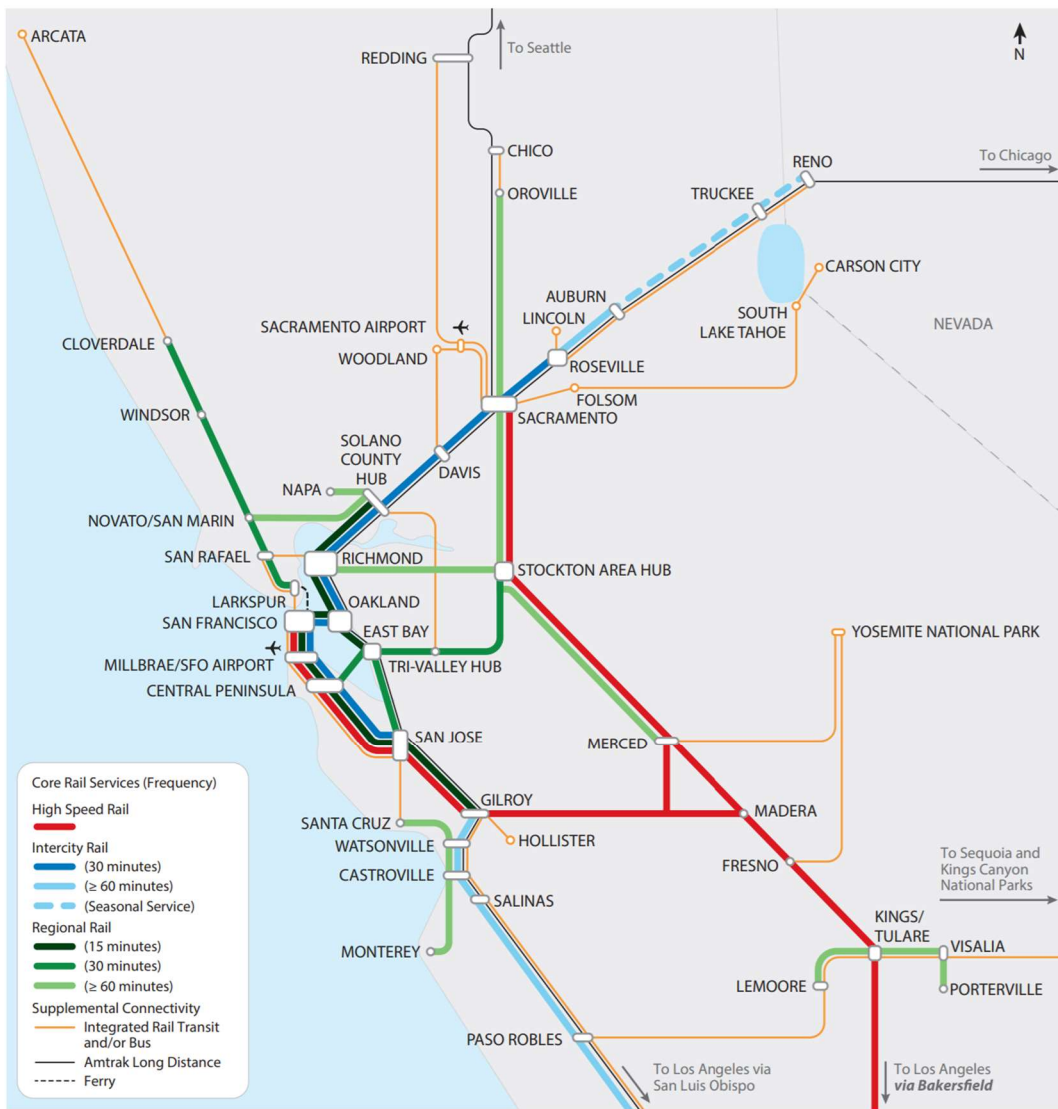 ARCATA
REDDING
To Seattle
N
CHICO
OROVILLE
RENO
To Chicago
TRUCKEE
CARSON CITY
AUBURN
LINCOLN
SOUTH
LAKE TAHOE
NEVADA
SACRAMENTO AIRPORT
WOODLAND
CLOVERDALE
ROSEVILLE
FOLSOM
SACRAMENTO
WINDSOR
SOLANO
COUNTY
HUB
DAVIS
NAPA
NOVATO/SAN MARIN
SAN RAFAEL
RICHMOND
STOCKTON AREA HUB
LARKSPUR
OAKLAND
SAN FRANCISCO
EAST BAY
YOSEMITE NATIONAL PARK
MILLBRAE/SFO AIRPORT
TRI-VALLEY HUB
CENTRAL PENINSULA
SAN JOSE
MERCED
GILROY
MADERA
SANTA CRUZ
HOLLISTER
WATSONVILLE
CASTROVILLE
FRESNO
SALINAS
To Sequoia and
Kings Canyon
National Parks
KINGS/
TULARE
MONTEREY
VISALIA
LEMOORE
PORTERVILLE
PASO ROBLES
To Los Angeles via
San Luis Obispo
To Los Angeles
via Bakersfield
Core Rail Services (Frequency)
High Speed Rail
Intercity Rail
(30 minutes)
(≥ 60 minutes)
(Seasonal Service)
Regional Rail
(15 minutes)
(30 minutes)
(≥ 60 minutes)
Supplemental Connectivity
Integrated Rail Transit
and/or Bus
Amtrak Long Distance
Ferry